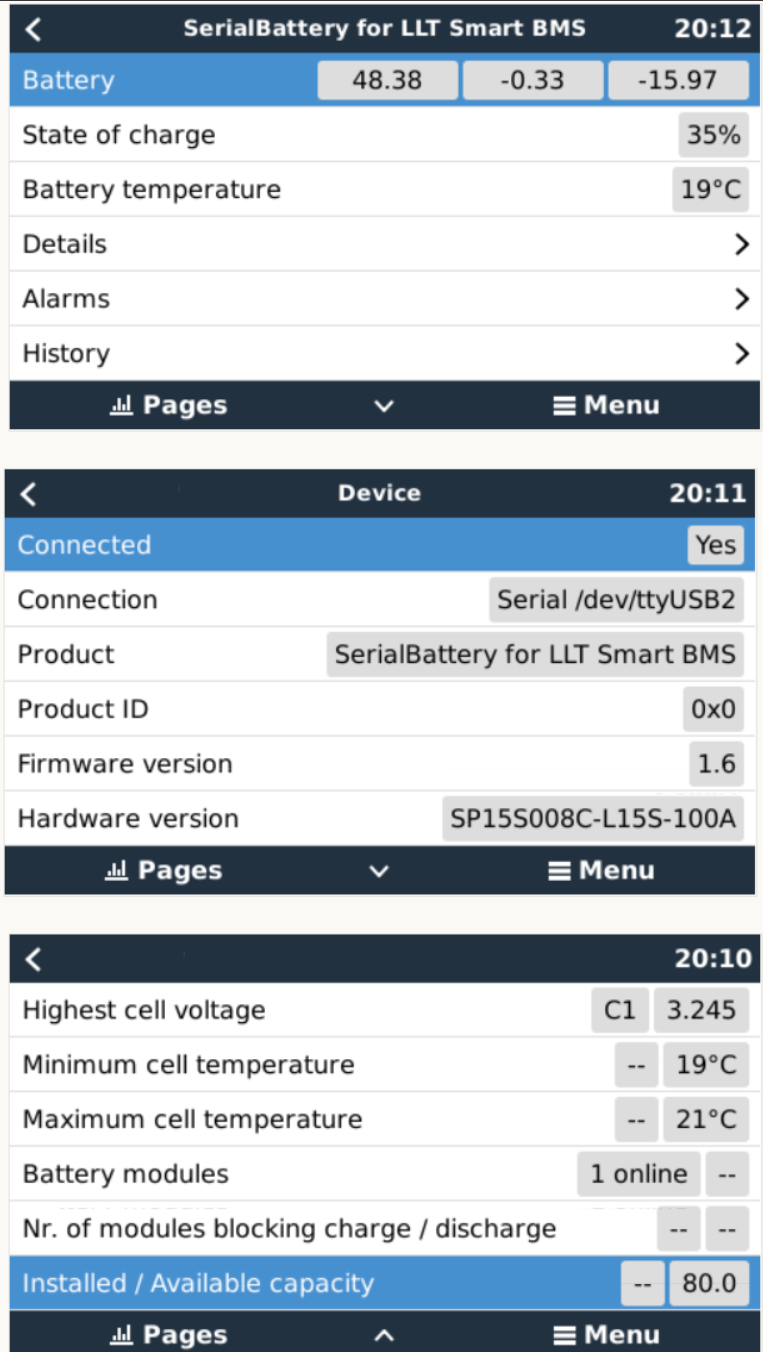 SerialBattery for LLT Smart BMS 20:12
Battery 48.38 -0.33 -15.97
State of charge 35%
Battery temperature 19°C
Details
Alarms
History
Pages Menu
Device 20:11
Connected Yes
Connection Serial /dev/ttyUSB2
Product SerialBattery for LLT Smart BMS
Product ID 0x0
Firmware version 1.6
Hardware version SP15S008C-L15S-100A
Pages Menu
20:10
Highest cell voltage C1 3.245
Minimum cell temperature -- 19°C
Maximum cell temperature -- 21°C
Battery modules 1 online --
Nr. of modules blocking charge / discharge -- --
Installed / Available capacity -- 80.0
Pages Menu